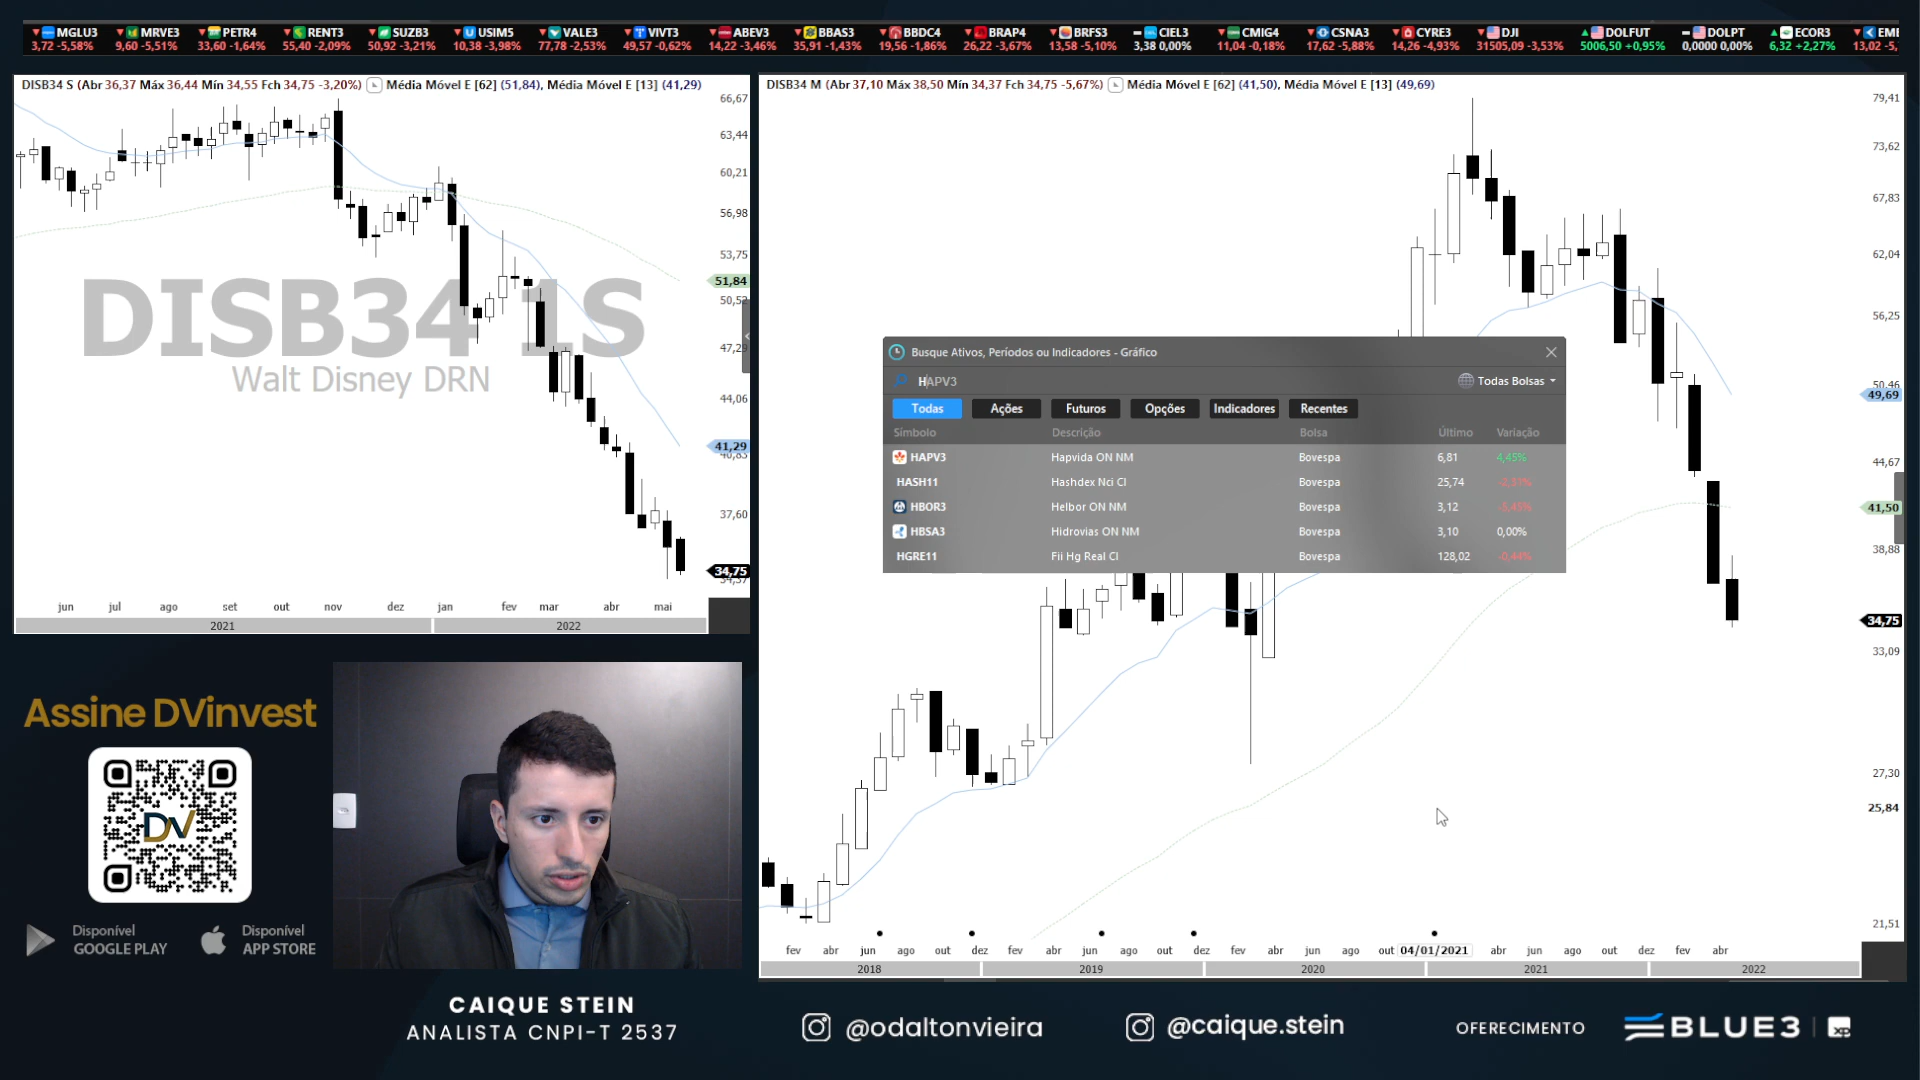 MGLU3 MRVE3 PETR4 RENT3 SUZB3 USIM5 VALE3 VIVT3 ABEV3 BBAS3 BBDC4 BRAP4 BRFS3 CIEL3 CMIG4 CSNA3 CYRE3 DJI DOLFUT DOLPT ECOR3
3,72 -5,58% 9,60 -5,51% 33,60 -1,64% 55,40 -2,09% 50,92 -3,21% 10,38 -3,98% 77,78 -2,53% 49,57 -0,62% 14,22 -3,46% 35,91 -1,43% 19,56 -1,86% 26,22 -3,67% 13,58 -5,10% 3,38 0,00% 11,04 -0,18% 17,62 -5,88% 14,26 -4,93% 31505,09 -3,53% 5006,50 +0,95% 0,0000 0,00% 6,32 +2,27% 13,02
DISB34 S (Abr 36,37 Máx 36,44 Mín 34,55 Fch 34,75 -3,20%) Média Móvel E [62] (51,84), Média Móvel E [13] (41,29)
66,67
63,44
60,21
56,98
53,75
51,84
50,52
47,29
44,06
41,29
40,83
37,60
34,75
DISB34 1S
Walt Disney DRN
jun jul ago set out nov dez jan fev mar abr mai
2021 2022
DISB34 M (Abr 37,10 Máx 38,50 Mín 34,37 Fch 34,75 -5,67%) Média Móvel E [62] (41,50), Média Móvel E [13] (49,69)
79,41
73,62
67,83
62,04
56,25
50,46
49,69
44,67
41,50
38,88
34,75
33,09
27,30
25,84
21,51
Busque Ativos, Períodos ou Indicadores - Gráfico
HAPV3 Todas Bolsas
Todas Ações Futuros Opções Indicadores Recentes
Símbolo Descrição Bolsa Último Variação
HAPV3 Hapvida ON NM Bovespa 6,81 4,45%
HASH11 Hashdex Nci CI Bovespa 25,74
HBOR3 Helbor ON NM Bovespa 3,12 -3,45%
HBSA3 Hidrovias ON NM Bovespa 3,10 0,00%
HGRE11 Fii Hg Real CI Bovespa 128,02 -0,44%
fev abr jun ago out dez fev abr jun ago out dez fev abr jun ago out 04/01/2021 abr jun ago out dez fev abr
2018 2019 2020 2021 2022
Assine DVinvest
DV
Disponível
GOOGLE PLAY
Disponível
APP STORE
CAIQUE STEIN
ANALISTA CNPI-T 2537
@odaltonvieira
@caique.stein
OFERECIMENTO
BLUE3
xp